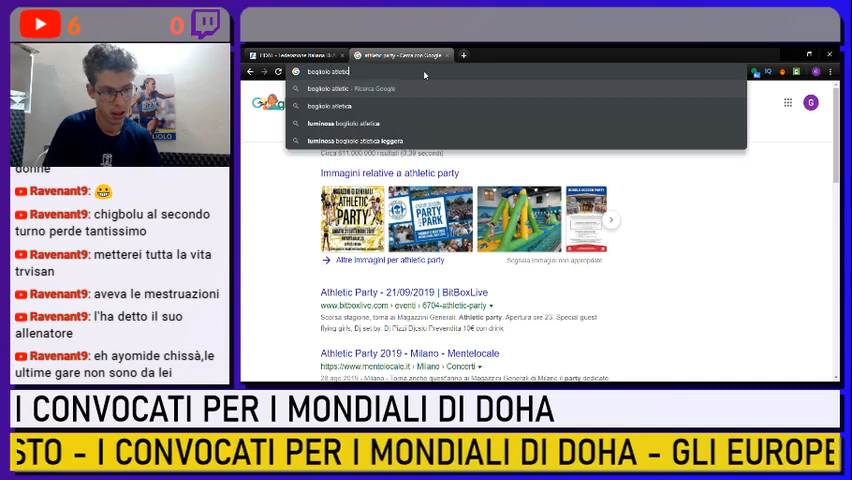 6
0
OGLIOLO
donne
Ravenant9: 😁
Ravenant9: chigbolu al secondo
turno perde tantissimo
Ravenant9: metterei tutta la vita
trvisan
Ravenant9: aveva le mestruazioni
Ravenant9: l'ha detto il suo
allenatore
Ravenant9: eh ayomide chissà,le
ultime gare non sono da lei
FIDAL - Federazione Italiana Di
athletic party - Cerca con Google
bogliolo atletic
bogliolo atletic - Ricerca Google
bogliolo atletica
luminosa bogliolo atletica
luminosa bogliolo atletica leggera
G
Circa 611.000.000 risultati (0,39 secondi)
Immagini relative a athletic party
ATHLETIC
PARTY
PARTY
PARK
Altre immagini per athletic party
Segnala immagini non appropriate
Athletic Party - 21/09/2019 | BitBoxLive
www.bitboxlive.com › eventi › 6704-athletic-party
Scorsa stagione, torna ai Magazzini Generali, Athletic party. Apertura ore 23. Special guest
flying girls, Dj set by: Dj Pizzi Djcsiu Prevendita 10€ con drink
Athletic Party 2019 - Milano - Mentelocale
https://www.mentelocale.it › Milano › Concerti
28 ago 2019 - Milano - Torna anche quest'anno ai Magazzini Generali di Milano il party dedicato
I CONVOCATI PER I MONDIALI DI DOHA
STO - I CONVOCATI PER I MONDIALI DI DOHA - GLI EUROPE